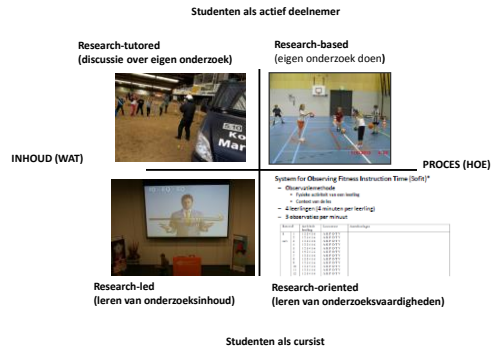 Studenten als actief deelnemer
Research-tutored
(discussie over eigen onderzoek)
Research-based
(eigen onderzoek doen)
INHOUD (WAT)
PROCES (HOE)
System for Observing Fitness Instruction Time (Sofit)*
– Observatiemethode
• Fysieke activiteit van een leerling
• Context van de les
– 4 leerlingen (4 minuten per leerling)
– 3 observaties per minuut
Research-led
(leren van onderzoeksinhoud)
Research-oriented
(leren van onderzoeksvaardigheden)
Studenten als cursist